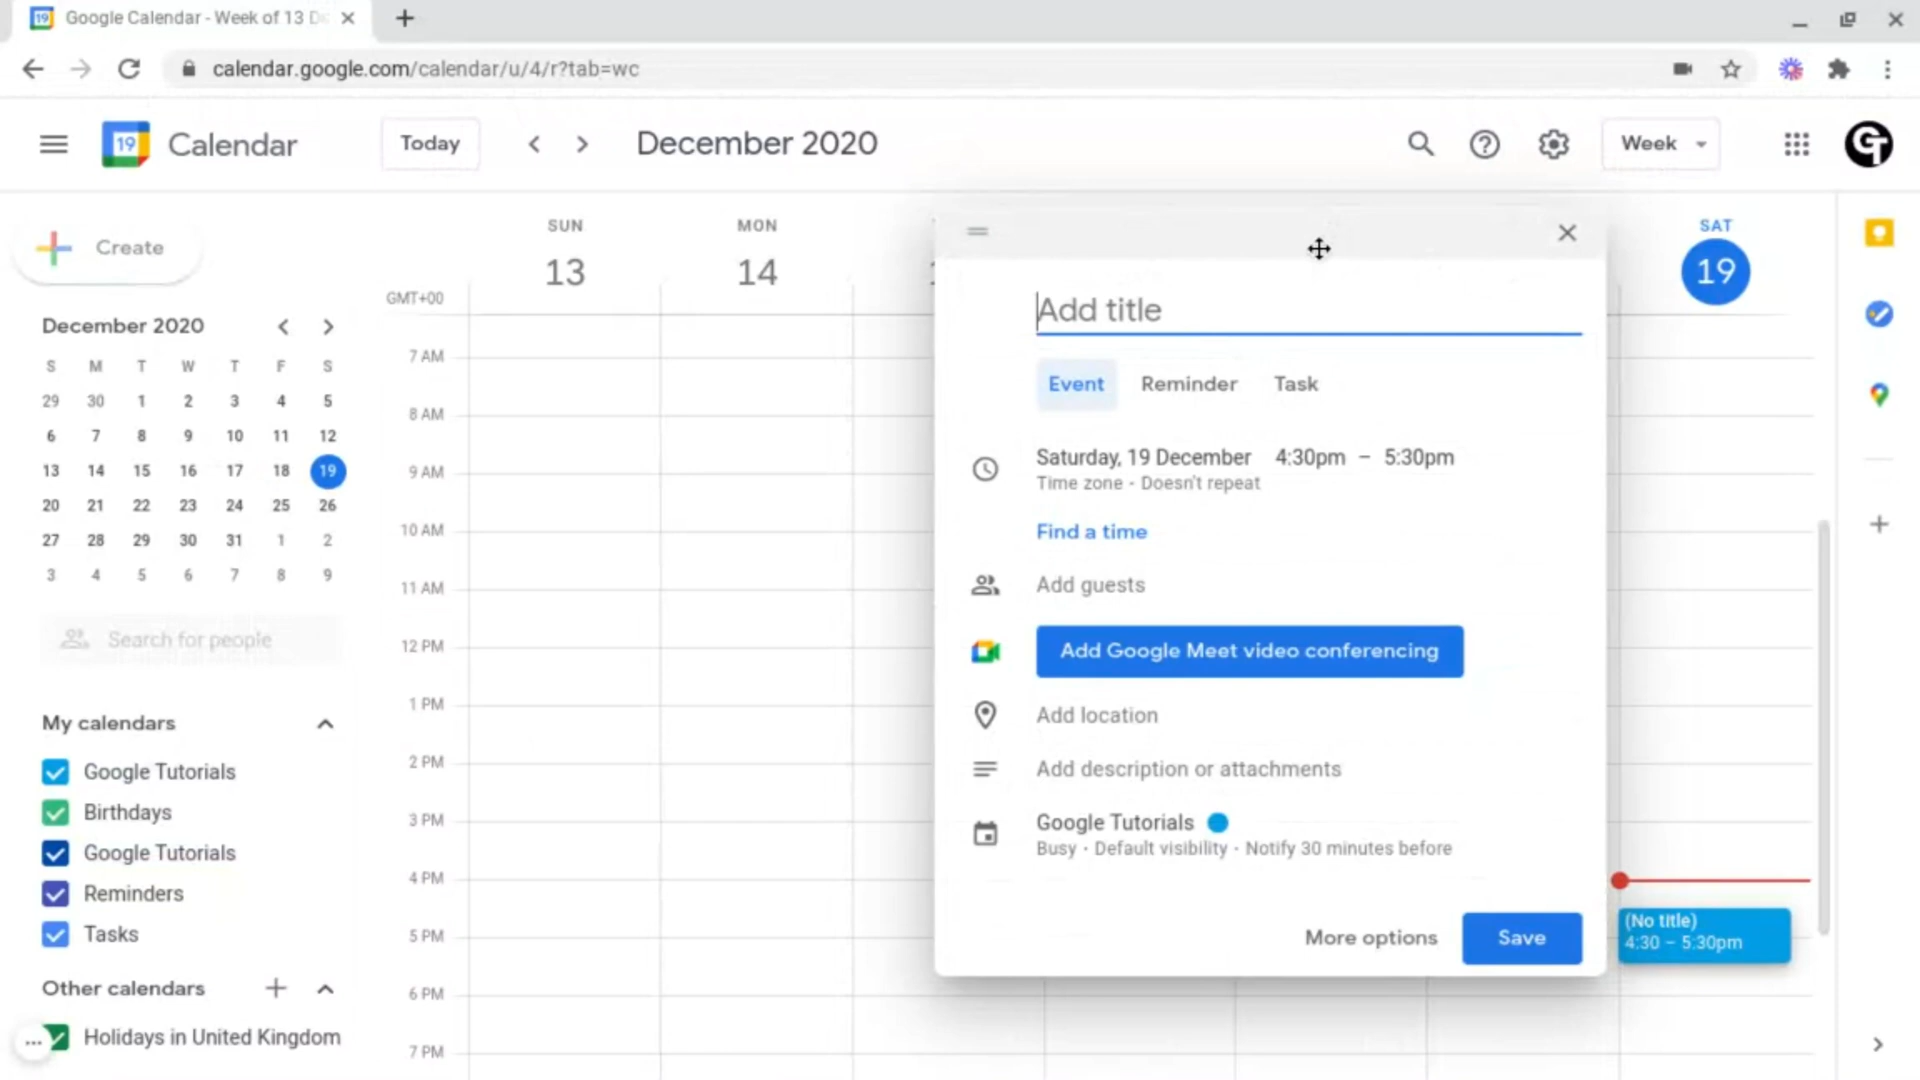 19 Google Calendar - Week of 13 D
calendar.google.com/calendar/u/4/r?tab=wc
19 Calendar Today December 2020 Week GT
Create
SUN MON SAT
13 14 19
GMT+00
December 2020
S M T W T F S
29 30 1 2 3 4 5
6 7 8 9 10 11 12
13 14 15 16 17 18 19
20 21 22 23 24 25 26
27 28 29 30 31 1 2
3 4 5 6 7 8 9
Search for people
My calendars
Google Tutorials
Birthdays
Google Tutorials
Reminders
Tasks
Other calendars
Holidays in United Kingdom
7 AM
8 AM
9 AM
10 AM
11 AM
12 PM
1 PM
2 PM
3 PM
4 PM
5 PM
6 PM
7 PM
Add title
Event Reminder Task
Saturday, 19 December 4:30pm – 5:30pm
Time zone - Doesn't repeat
Find a time
Add guests
Add Google Meet video conferencing
Add location
Add description or attachments
Google Tutorials
Busy · Default visibility · Notify 30 minutes before
More options Save
(No title)
4:30 – 5:30pm